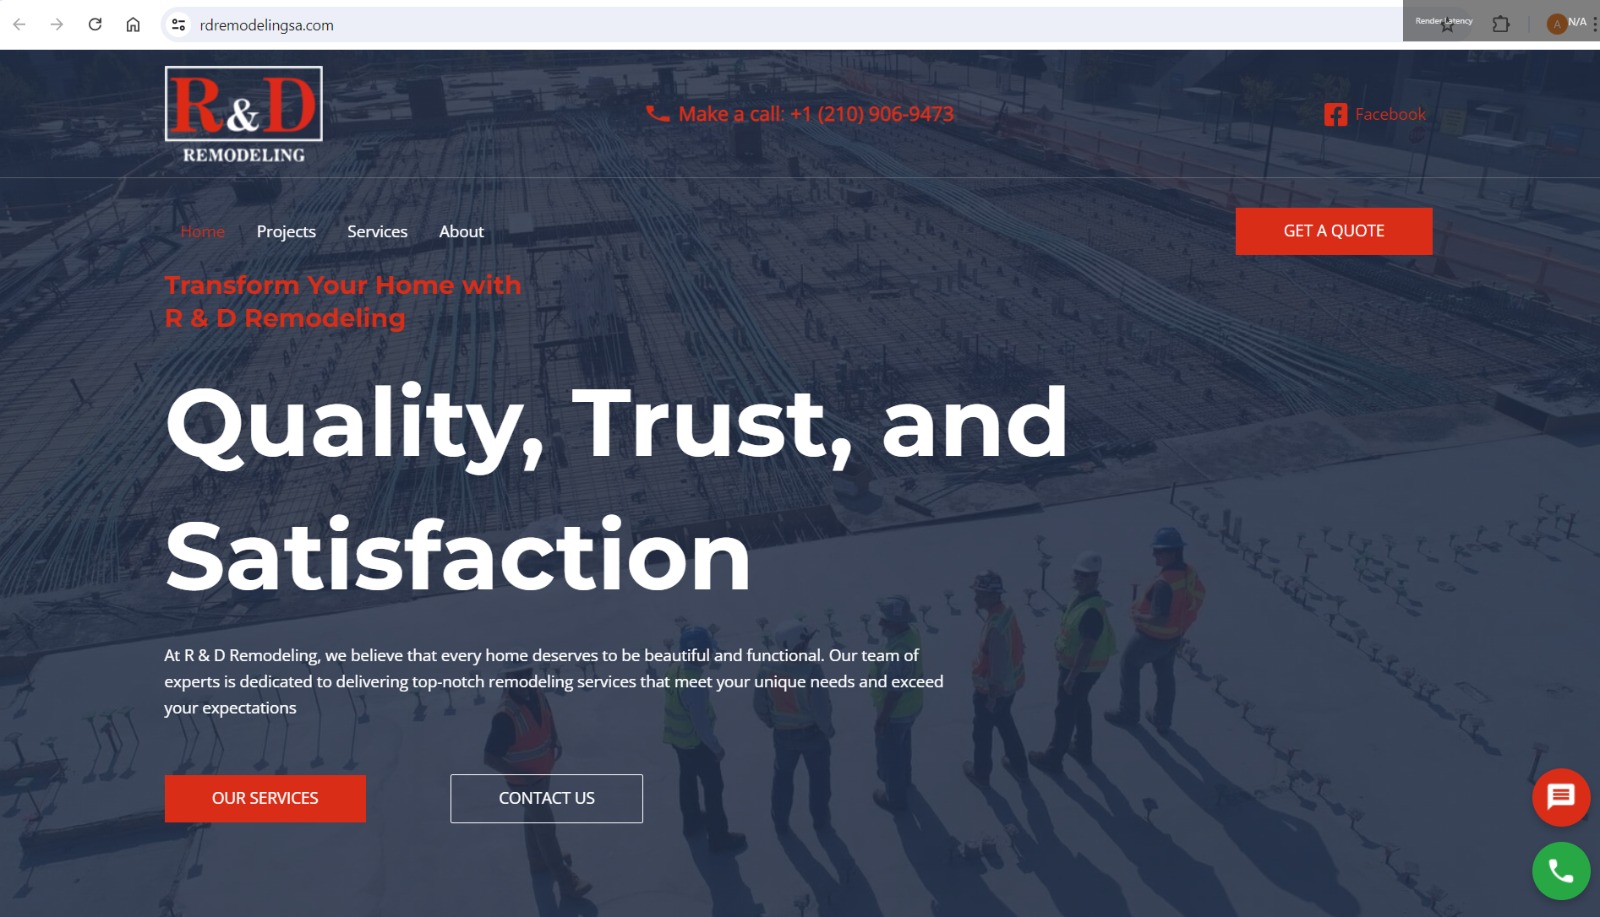 rdremodelingsa.com
Render Latency
A
N/A
R&D
REMODELING
Make a call: +1 (210) 906-9473
Facebook
Home
Projects
Services
About
GET A QUOTE
Transform Your Home with
R & D Remodeling
Quality, Trust, and
Satisfaction
At R & D Remodeling, we believe that every home deserves to be beautiful and functional. Our team of
experts is dedicated to delivering top-notch remodeling services that meet your unique needs and exceed
your expectations
OUR SERVICES
CONTACT US